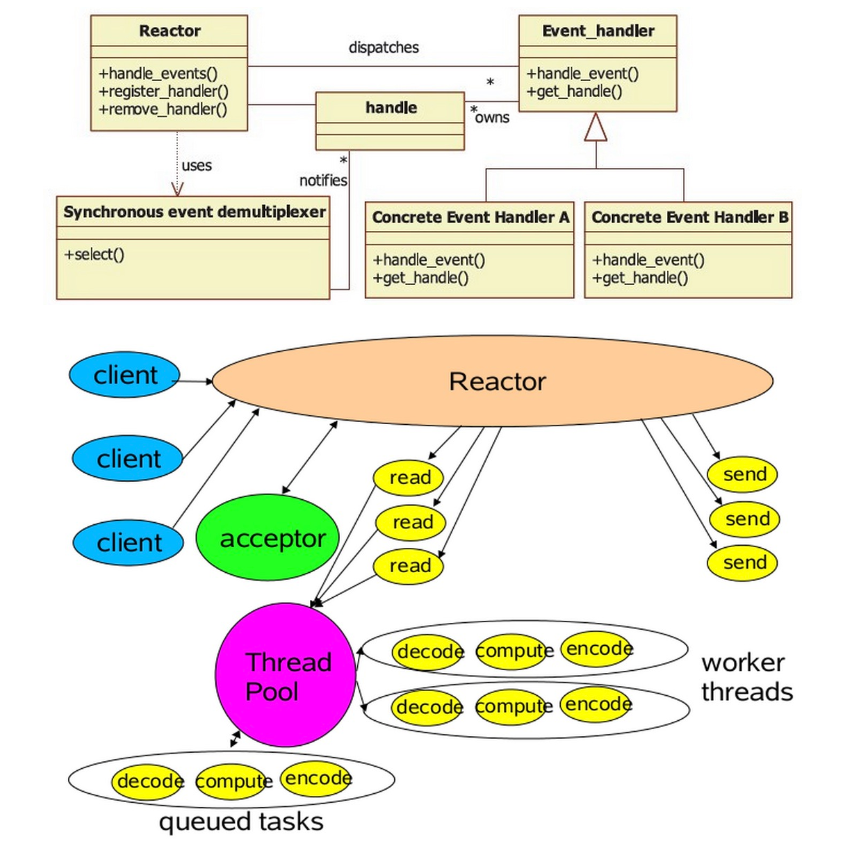 Reactor
+handle_events()
+register_handler()
+remove_handler()
dispatches
*
Event_handler
+handle_event()
+get_handle()
handle
*owns
uses
*
notifies
Synchronous event demultiplexer
+select()
Concrete Event Handler A
+handle_event()
+get_handle()
Concrete Event Handler B
+handle_event()
+get_handle()
client
Reactor
client
client
acceptor
read
read
read
send
send
send
Thread
Pool
decode compute encode
decode compute encode
worker
threads
decode compute encode
queued tasks